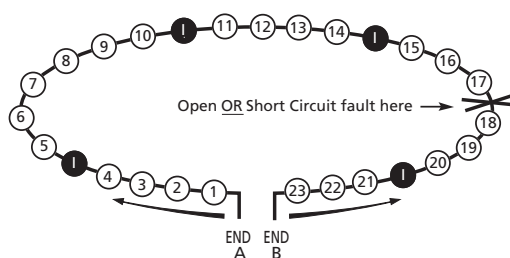 10 I 11 12 13 14 I 15
9 16
8 17
7 Open OR Short Circuit fault here
6 18
5 19
I 4 3 2 1 23 22 21 I 20
END END
A B